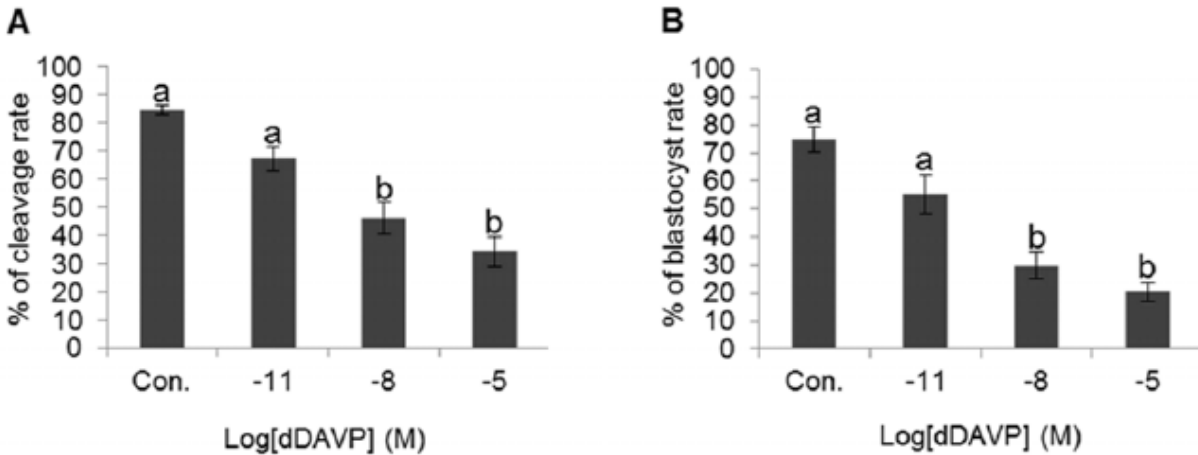 A
% of cleavage rate
100
90
80
70
60
50
40
30
20
10
0
a
a
b
b
Con. -11 -8 -5
Log[dDAVP] (M)
B
% of blastocyst rate
100
90
80
70
60
50
40
30
20
10
0
a
a
b
b
Con. -11 -8 -5
Log[dDAVP] (M)